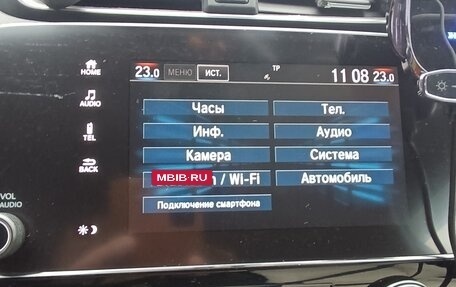 23.0 МЕНЮ ИСТ. TP 11 08 23.0
HOME
Часы Тел.
AUDIO
Инф. Аудио
TEL
Камера Система
BACK
MBIB.RU / Wi-Fi Автомобиль
Подключение смартфона
VOL
AUDIO